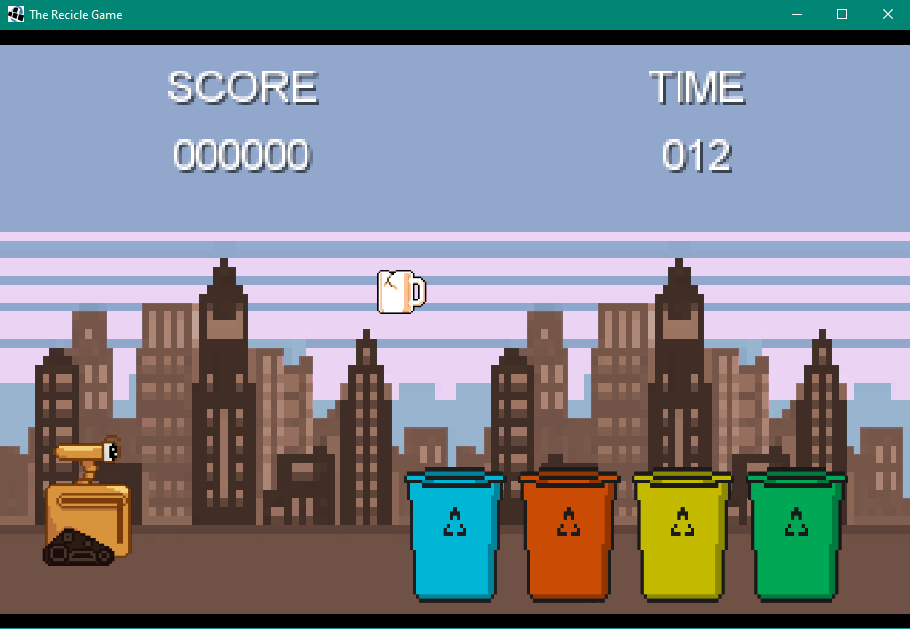 The Recicle Game
SCORE
TIME
000000
012